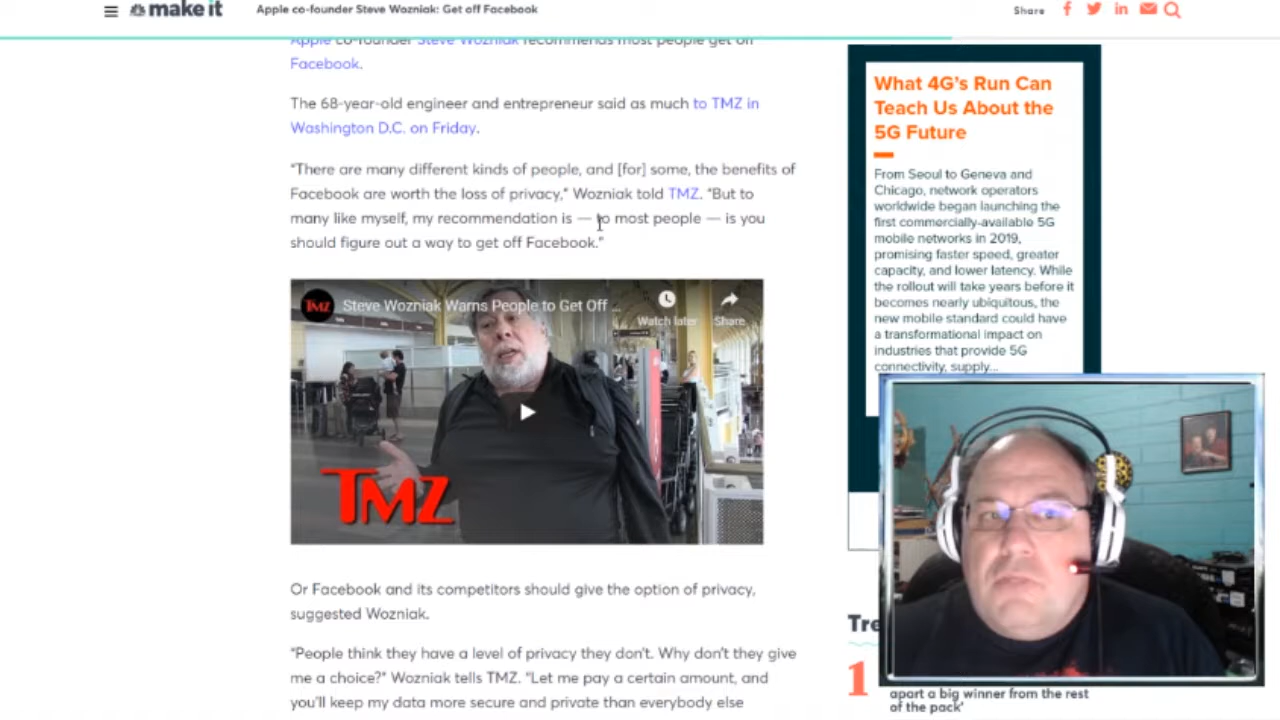 make it
Apple co-founder Steve Wozniak: Get off Facebook
Share
Apple co-founder Steve Wozniak recommends most people get off
Facebook.
The 68-year-old engineer and entrepreneur said as much to TMZ in
Washington D.C. on Friday.
“There are many different kinds of people, and [for] some, the benefits of
Facebook are worth the loss of privacy,” Wozniak told TMZ. “But to
many like myself, my recommendation is — to most people — is you
should figure out a way to get off Facebook.”
TMZ
Steve Wozniak Warns People to Get Off ...
Watch later
Share
TMZ
Or Facebook and its competitors should give the option of privacy,
suggested Wozniak.
“People think they have a level of privacy they don’t. Why don’t they give
me a choice?” Wozniak tells TMZ. “Let me pay a certain amount, and
you’ll keep my data more secure and private than everybody else
What 4G’s Run Can
Teach Us About the
5G Future
From Seoul to Geneva and
Chicago, network operators
worldwide began launching the
first commercially-available 5G
mobile networks in 2019,
promising faster speed, greater
capacity, and lower latency. While
the rollout will take years before it
becomes nearly ubiquitous, the
new mobile standard could have
a transformational impact on
industries that provide 5G
connectivity, supply...
Tre
1
apart a big winner from the rest
of the pack’